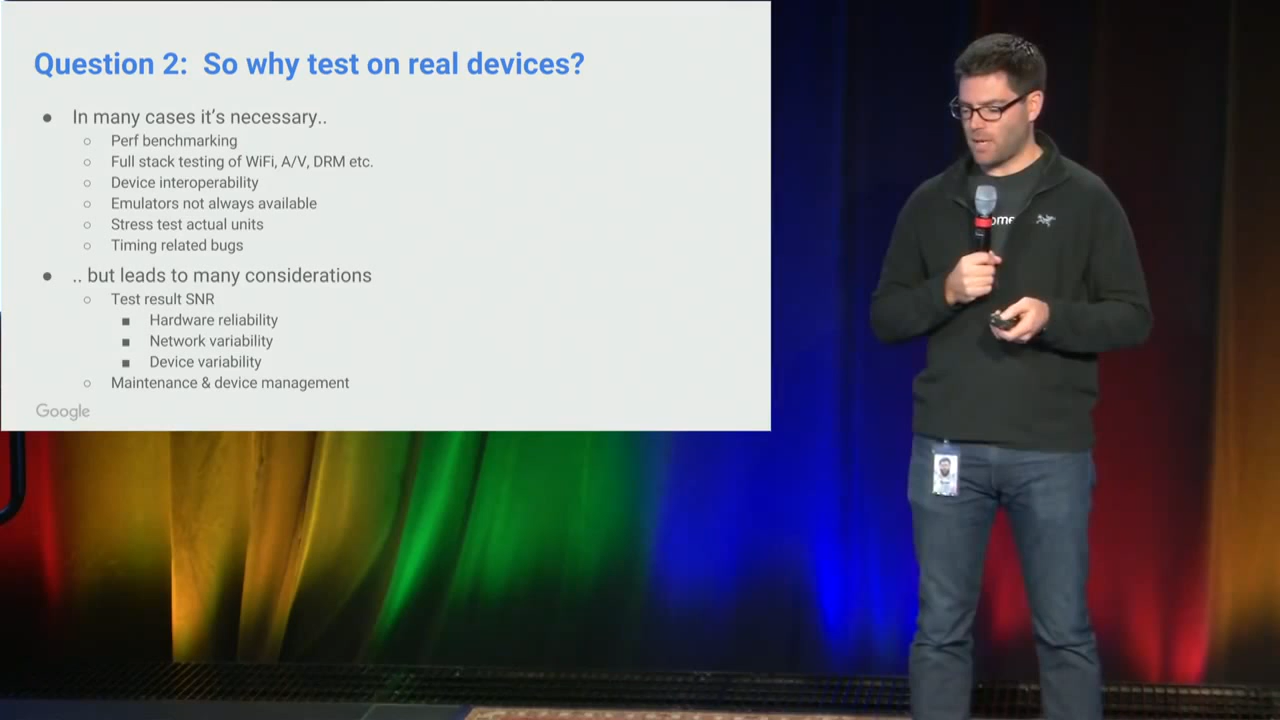 Question 2:  So why test on real devices?
● In many cases it's necessary..
○ Perf benchmarking
○ Full stack testing of WiFi, A/V, DRM etc.
○ Device interoperability
○ Emulators not always available
○ Stress test actual units
○ Timing related bugs
● .. but leads to many considerations
○ Test result SNR
■ Hardware reliability
■ Network variability
■ Device variability
○ Maintenance & device management
Google